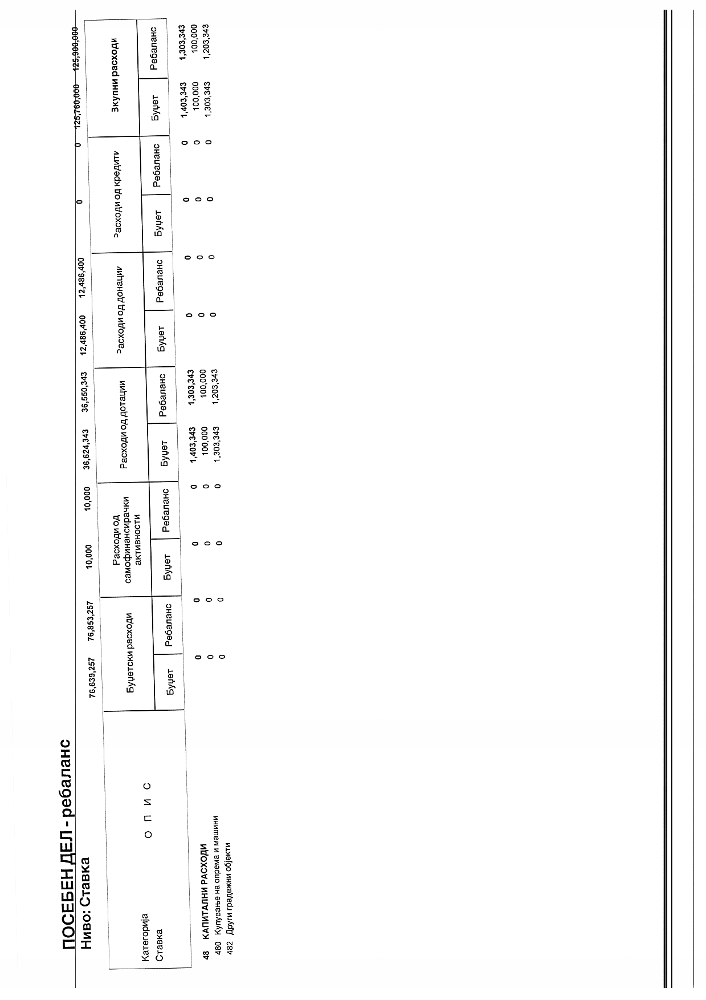 ПОСЕБЕН ДЕЛ - ребаланс
Ниво: Ставка
76,639,257 76,853,257 10,000 10,000 36,624,343 36,550,343 12,486,400 12,486,400 0 0 125,760,000 125,900,000
Категорија
Ставка
О П И С
Буџетски расходи
Расходи од
самофинансирачки
активности
Расходи од дотации
Расходи од донации
Расходи од кредити
Вкупни расходи
Буџет Ребаланс Буџет Ребаланс Буџет Ребаланс Буџет Ребаланс Буџет Ребаланс Буџет Ребаланс
48 КАПИТАЛНИ РАСХОДИ 0 0 0 0 1,403,343 1,303,343 0 0 0 0 1,403,343 1,303,343
480 Купување на опрема и машини 0 0 0 0 100,000 100,000 0 0 0 0 100,000 100,000
482 Други градежни објекти 0 0 0 0 1,303,343 1,203,343 0 0 0 0 1,303,343 1,203,343